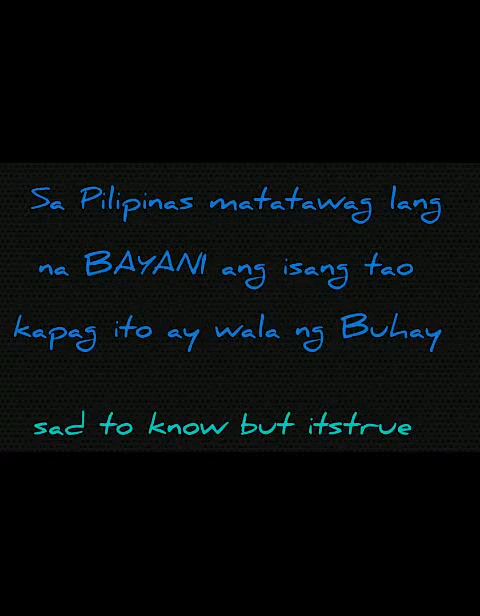 Sa Pilipinas matatawag lang
na BAYANI ang isang tao
kapag ito ay wala ng Buhay
sad to know but itstrue